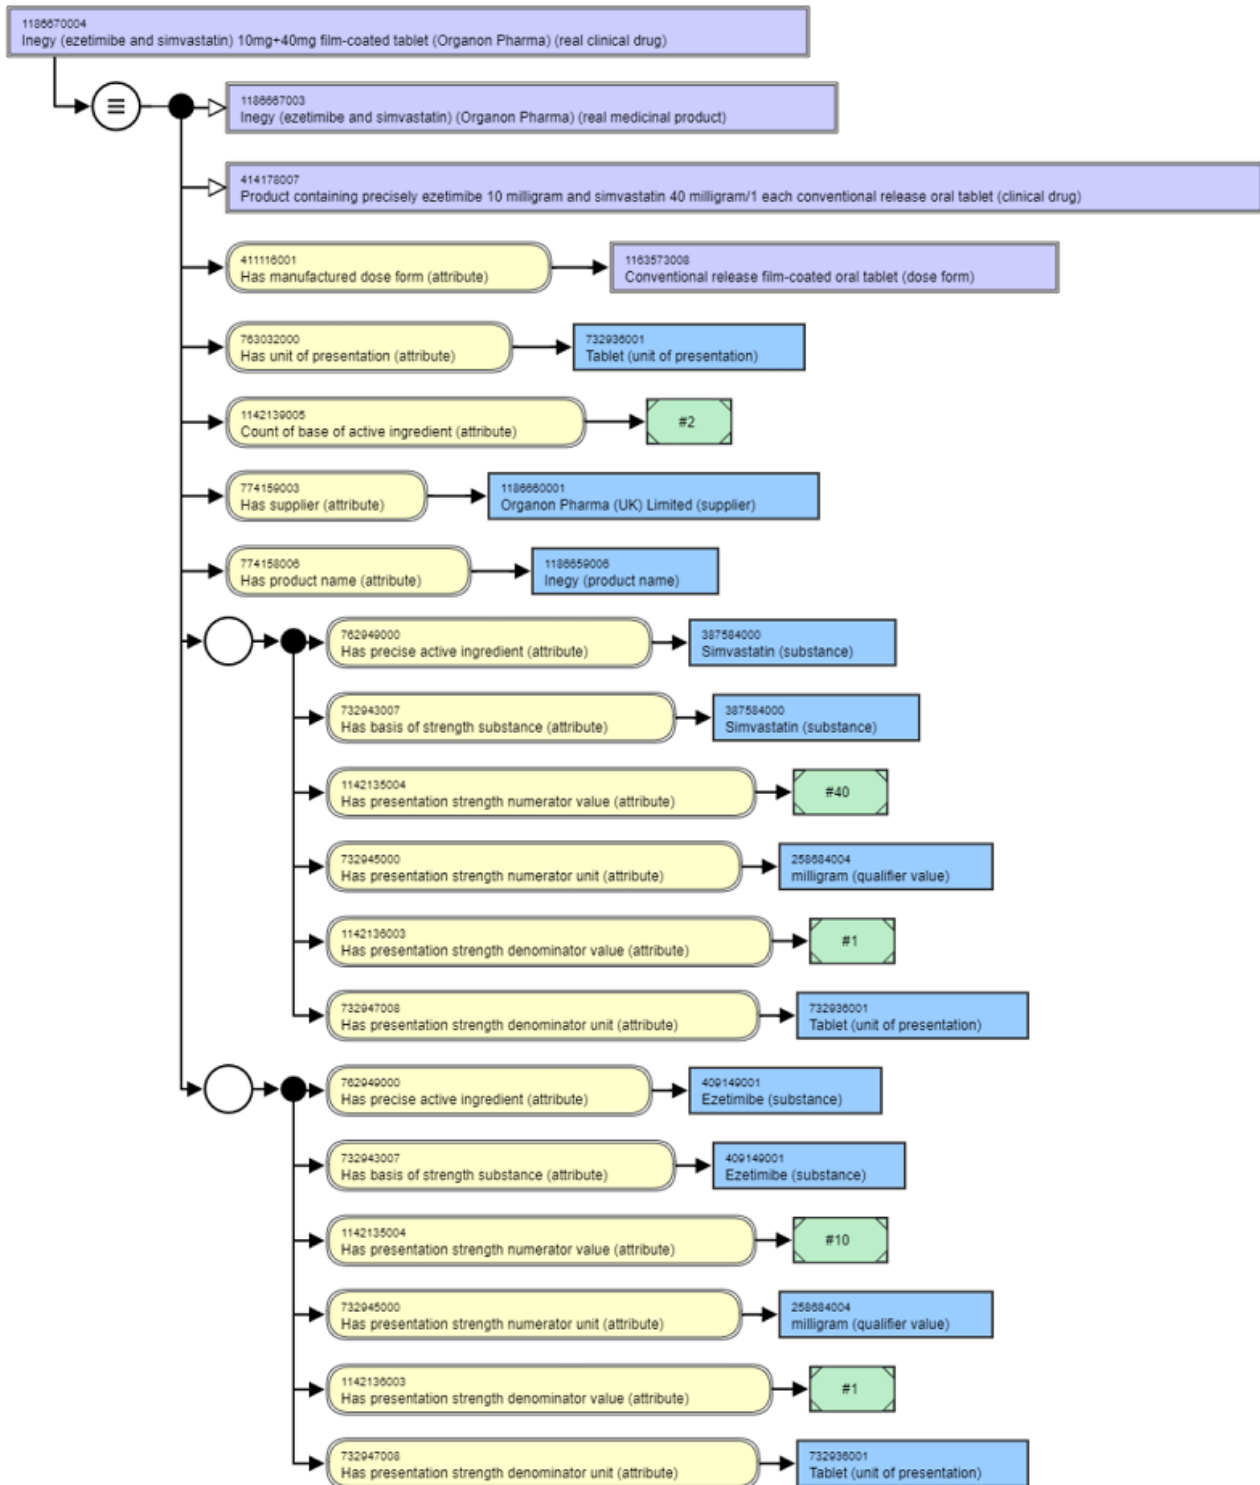 1186670004
Inegy (ezetimibe and simvastatin) 10mg+40mg film-coated tablet (Organon Pharma) (real clinical drug)
1186667003
Inegy (ezetimibe and simvastatin) (Organon Pharma) (real medicinal product)
414178007
Product containing precisely ezetimibe 10 milligram and simvastatin 40 milligram/1 each conventional release oral tablet (clinical drug)
411116001
Has manufactured dose form (attribute)
1163573008
Conventional release film-coated oral tablet (dose form)
763032000
Has unit of presentation (attribute)
732936001
Tablet (unit of presentation)
1142139005
Count of base of active ingredient (attribute)
#2
774159003
Has supplier (attribute)
1186660001
Organon Pharma (UK) Limited (supplier)
774158006
Has product name (attribute)
1186659006
Inegy (product name)
762949000
Has precise active ingredient (attribute)
387584000
Simvastatin (substance)
732943007
Has basis of strength substance (attribute)
387584000
Simvastatin (substance)
1142135004
Has presentation strength numerator value (attribute)
#40
732945000
Has presentation strength numerator unit (attribute)
258684004
milligram (qualifier value)
1142136003
Has presentation strength denominator value (attribute)
#1
732947008
Has presentation strength denominator unit (attribute)
732936001
Tablet (unit of presentation)
762949000
Has precise active ingredient (attribute)
409149001
Ezetimibe (substance)
732943007
Has basis of strength substance (attribute)
409149001
Ezetimibe (substance)
1142135004
Has presentation strength numerator value (attribute)
#10
732945000
Has presentation strength numerator unit (attribute)
258684004
milligram (qualifier value)
1142136003
Has presentation strength denominator value (attribute)
#1
732947008
Has presentation strength denominator unit (attribute)
732936001
Tablet (unit of presentation)